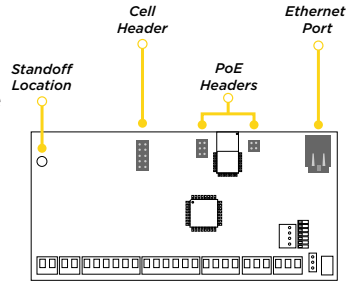 Cell
Header
Ethernet
Port
Standoff
Location
PoE
Headers